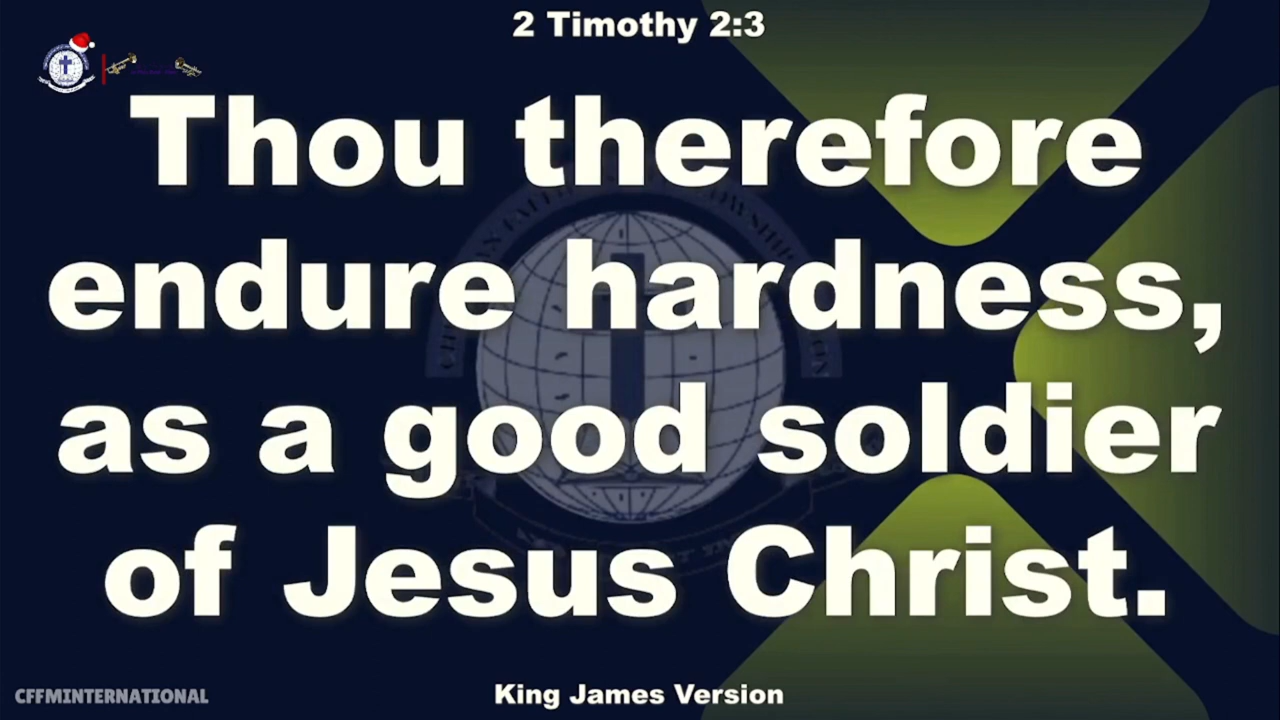 2 Timothy 2:3
Thou therefore
endure hardness,
as a good soldier
of Jesus Christ.
CFFMINTERNATIONAL
King James Version